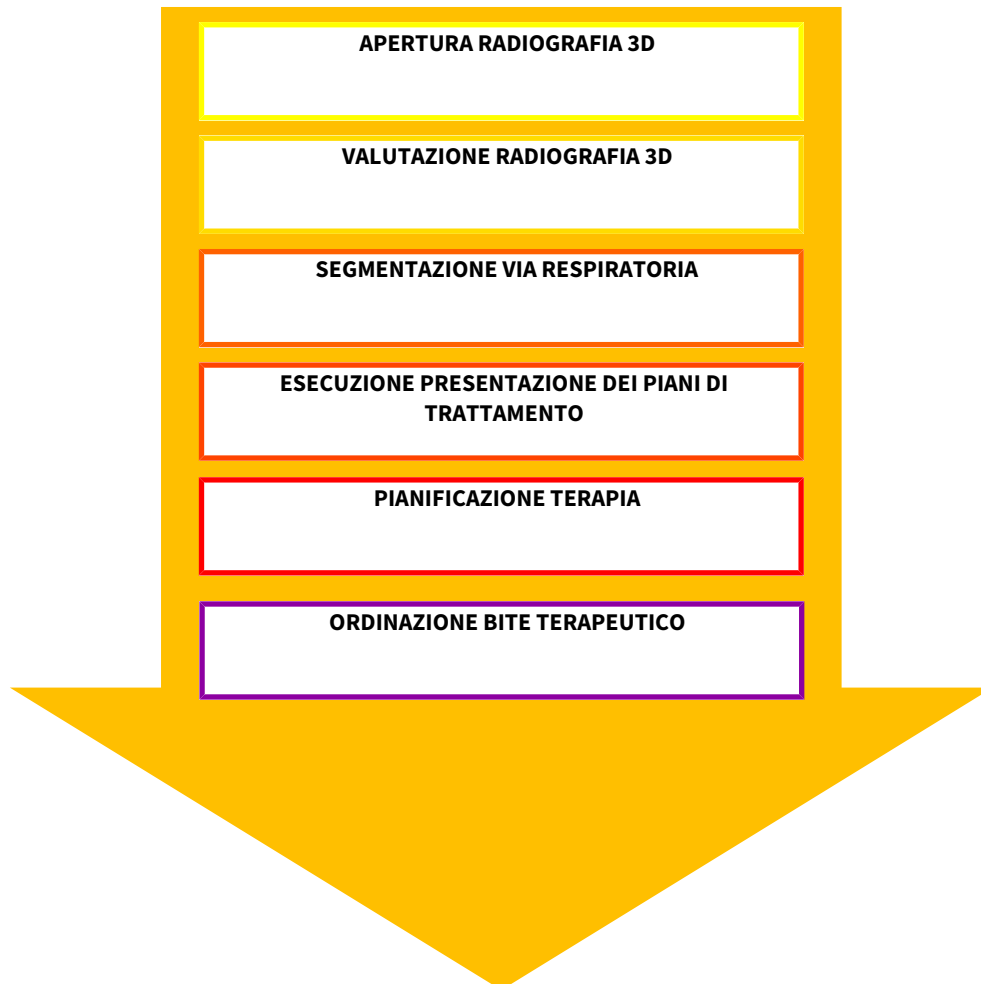 APERTURA RADIOGRAFIA 3D
VALUTAZIONE RADIOGRAFIA 3D
SEGMENTAZIONE VIA RESPIRATORIA
ESECUZIONE PRESENTAZIONE DEI PIANI DI
TRATTAMENTO
PIANIFICAZIONE TERAPIA
ORDINAZIONE BITE TERAPEUTICO